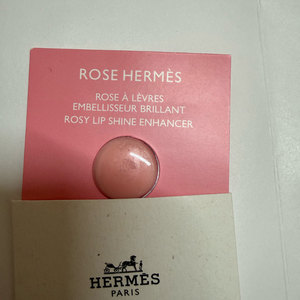 ROSE HERMÈS
ROSE À LÈVRES
EMBELLISSEUR BRILLANT
ROSY LIP SHINE ENHANCER
HERMÈS
PARIS